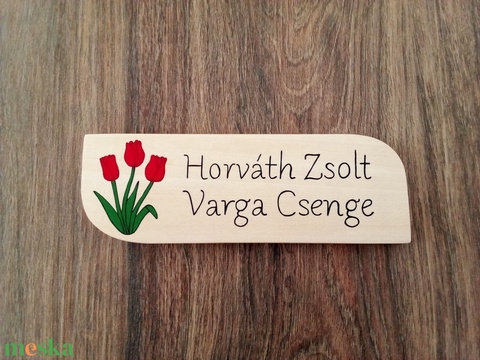 Horváth Zsolt
Varga Csenge
meska